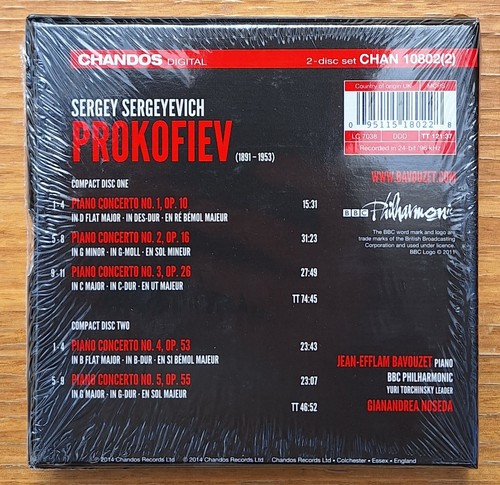 CHANDOS DIGITAL
2-disc set CHAN 10802(2)
Country of origin UK
0 95115 18022 8
LC 7038 DDD TT 121:37
Recorded in 24-bit / 96 kHz
SERGEY SERGEYEVICH
PROKOFIEV (1891 – 1953)
WWW.BAVOUZET.COM
COMPACT DISC ONE
1-4 PIANO CONCERTO NO. 1, OP. 10 15:31
IN D FLAT MAJOR · IN DES-DUR · EN RÉ BÉMOL MAJEUR
5-8 PIANO CONCERTO NO. 2, OP. 16 31:23
IN G MINOR · IN G-MOLL · EN SOL MINEUR
9-11 PIANO CONCERTO NO. 3, OP. 26 27:49
IN C MAJOR · IN C-DUR · EN UT MAJEUR
TT 74:45
BBC Philharmonic
The BBC word mark and logo are
trade marks of the British Broadcasting
Corporation and used under licence.
BBC Logo © 2011
COMPACT DISC TWO
1-4 PIANO CONCERTO NO. 4, OP. 53 23:43
IN B FLAT MAJOR · IN B-DUR · EN SI BÉMOL MAJEUR
5-9 PIANO CONCERTO NO. 5, OP. 55 23:07
IN G MAJOR · IN G-DUR · EN SOL MAJEUR
TT 46:52
JEAN-EFFLAM BAVOUZET PIANO
BBC PHILHARMONIC
YURI TORCHINSKY LEADER
GIANANDREA NOSEDA
℗ 2014 Chandos Records Ltd © 2014 Chandos Records Ltd Chandos Records Ltd • Colchester • Essex • England